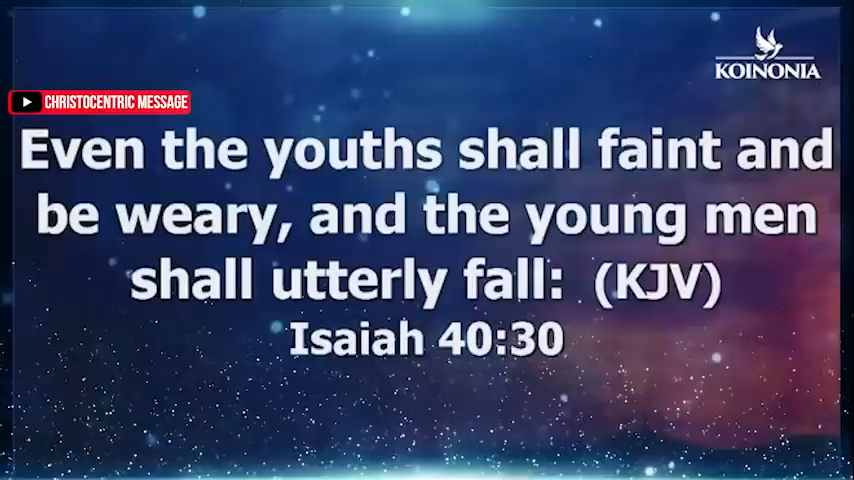 KOINONIA
CHRISTOCENTRIC MESSAGE
Even the youths shall faint and
be weary, and the young men
shall utterly fall: (KJV)
Isaiah 40:30